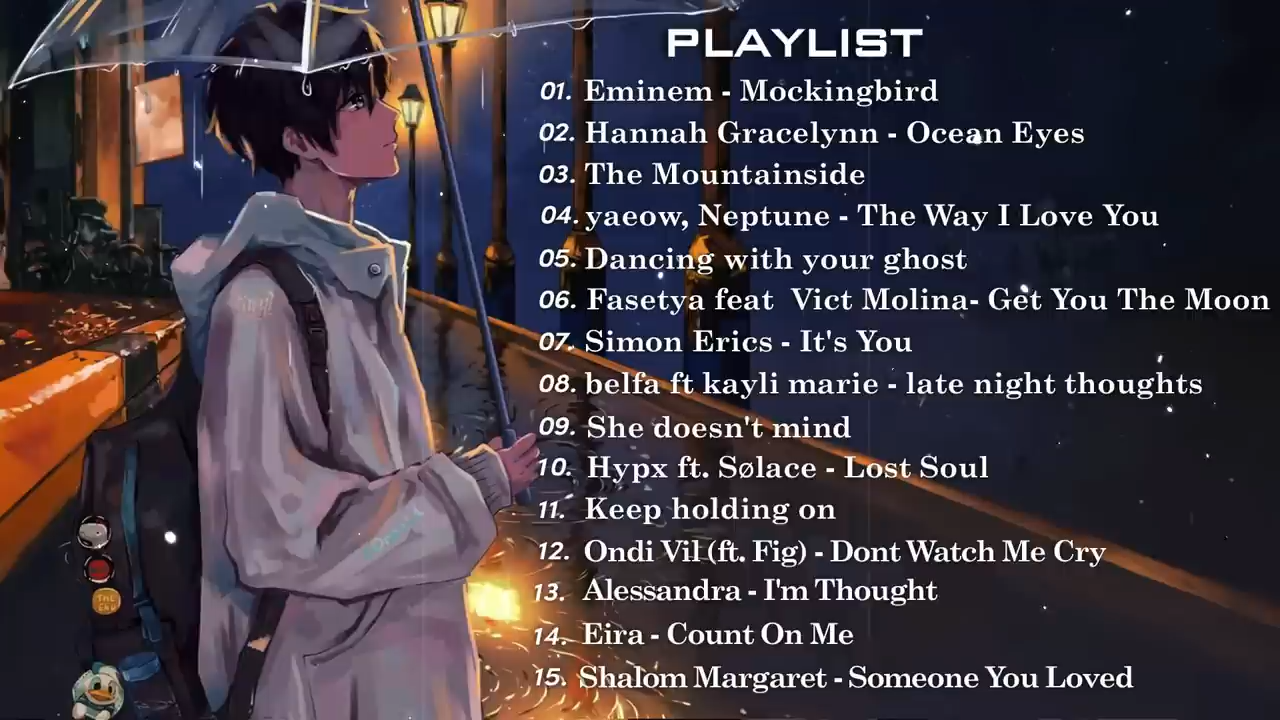 PLAYLIST
01. Eminem - Mockingbird
02. Hannah Gracelynn - Ocean Eyes
03. The Mountainside
04. yaeow, Neptune - The Way I Love You
05. Dancing with your ghost
06. Fasetya feat Vict Molina- Get You The Moon
07. Simon Erics - It's You
08. belfa ft kayli marie - late night thoughts
09. She doesn't mind
10. Hypx ft. Sølace - Lost Soul
11. Keep holding on
12. Ondi Vil (ft. Fig) - Dont Watch Me Cry
13. Alessandra - I'm Thought
14. Eira - Count On Me
15. Shalom Margaret - Someone You Loved
THE END